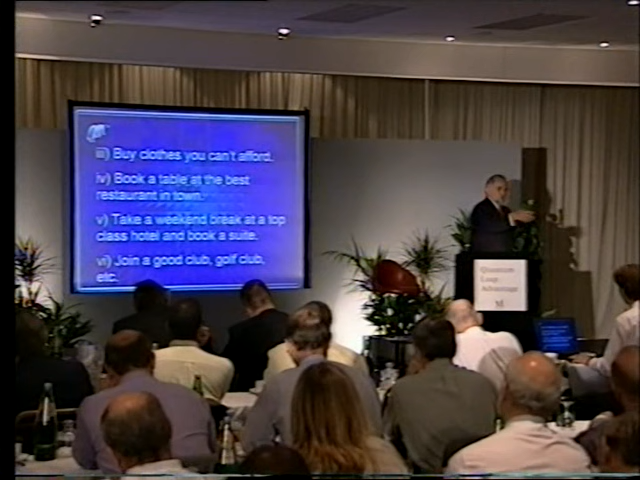 iii) Buy clothes you can't afford.
iv) Book a table at the best
restaurant in town.
v) Take a weekend break at a top
class hotel and book a suite.
vi) Join a good club, golf club,
etc.
Quantum
Leap
Advantage